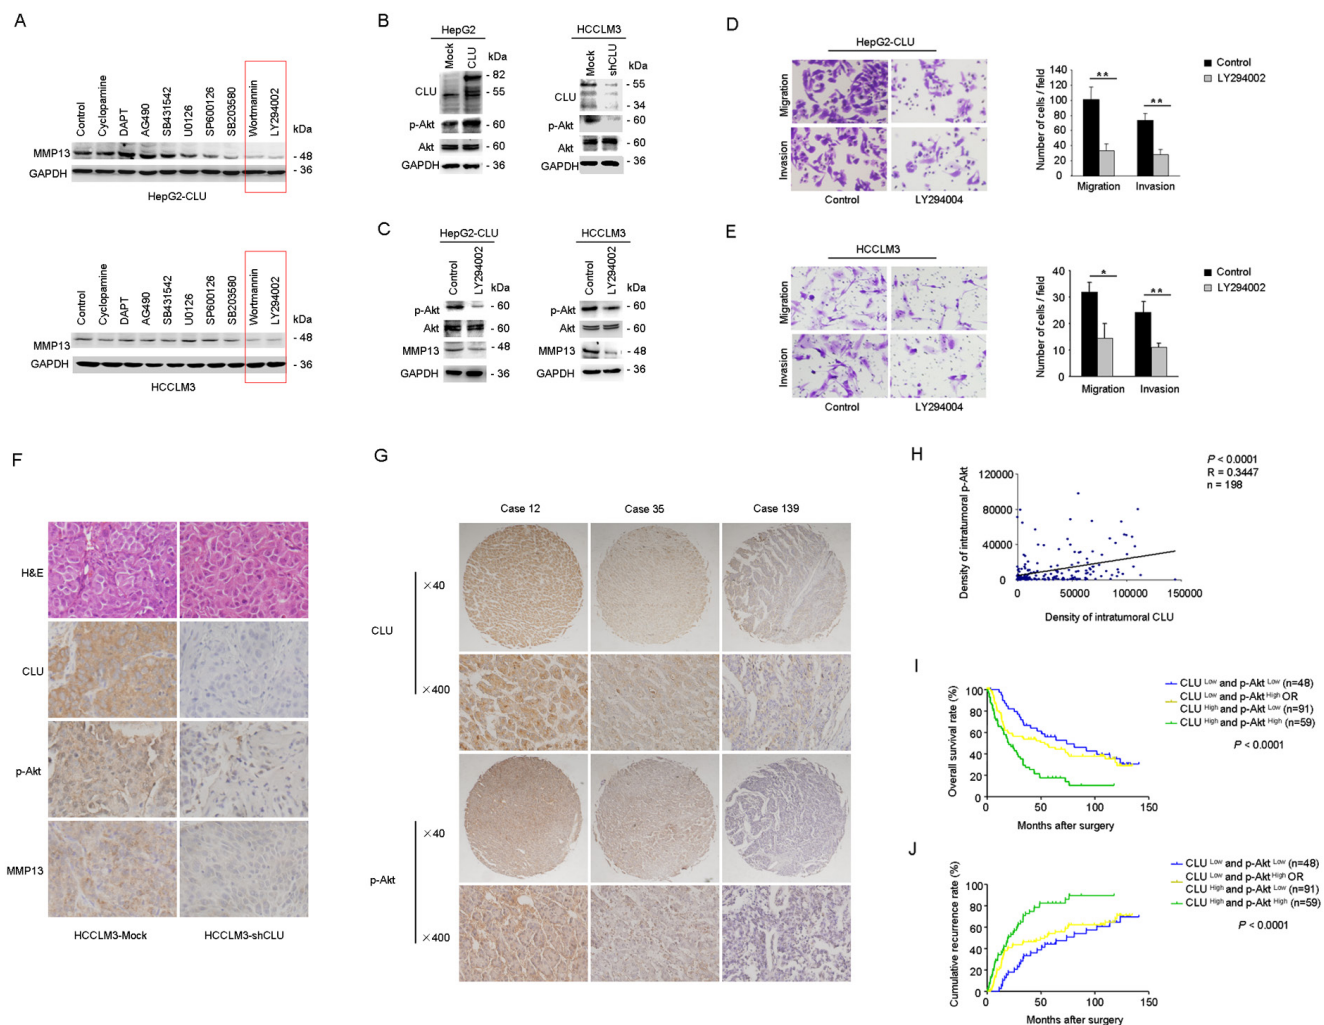 A
Control
Cyclopamine
DAPT
AG490
SB431542
U0126
SP600126
SB203580
Wortmannin
LY294002
kDa
MMP13
- 48
GAPDH
- 36
HepG2-CLU
Control
Cyclopamine
DAPT
AG490
SB431542
U0126
SP600126
SB203580
Wortmannin
LY294002
kDa
MMP13
- 48
GAPDH
- 36
HCCLM3
B
HepG2
Mock
CLU
kDa
- 82
CLU
- 55
p-Akt
- 60
Akt
- 60
GAPDH
- 36
HCCLM3
Mock
shCLU
kDa
- 55
CLU
- 34
p-Akt
- 60
Akt
- 60
GAPDH
- 36
C
HepG2-CLU
Control
LY294002
kDa
p-Akt
- 60
Akt
- 60
MMP13
- 48
GAPDH
- 36
HCCLM3
Control
LY294002
kDa
p-Akt
- 60
Akt
- 60
MMP13
- 48
GAPDH
- 36
D
HepG2-CLU
Migration
Invasion
Control
LY294004
Control
LY294002
Number of cells / field
140
120
100
80
60
40
20
0
**
**
Migration
Invasion
E
HCCLM3
Migration
Invasion
Control
LY294004
Control
LY294002
Number of cells / field
40
30
20
10
0
*
**
Migration
Invasion
F
H&E
CLU
p-Akt
MMP13
HCCLM3-Mock
HCCLM3-shCLU
G
Case 12
Case 35
Case 139
×40
CLU
×400
×40
p-Akt
×400
H
P < 0.0001
R = 0.3447
n = 198
Density of intratumoral p-Akt
120000
80000
40000
0
0
50000
100000
150000
Density of intratumoral CLU
I
Overall survival rate (%)
100
80
60
40
20
0
0
50
100
150
Months after surgery
CLU Low and p-Akt Low (n=48)
CLU Low and p-Akt High OR
CLU High and p-Akt Low (n=91)
CLU High and p-Akt High (n=59)
P < 0.0001
J
Cumulative recurrence rate (%)
100
80
60
40
20
0
0
50
100
150
Months after surgery
CLU Low and p-Akt Low (n=48)
CLU Low and p-Akt High OR
CLU High and p-Akt Low (n=91)
CLU High and p-Akt High (n=59)
P < 0.0001